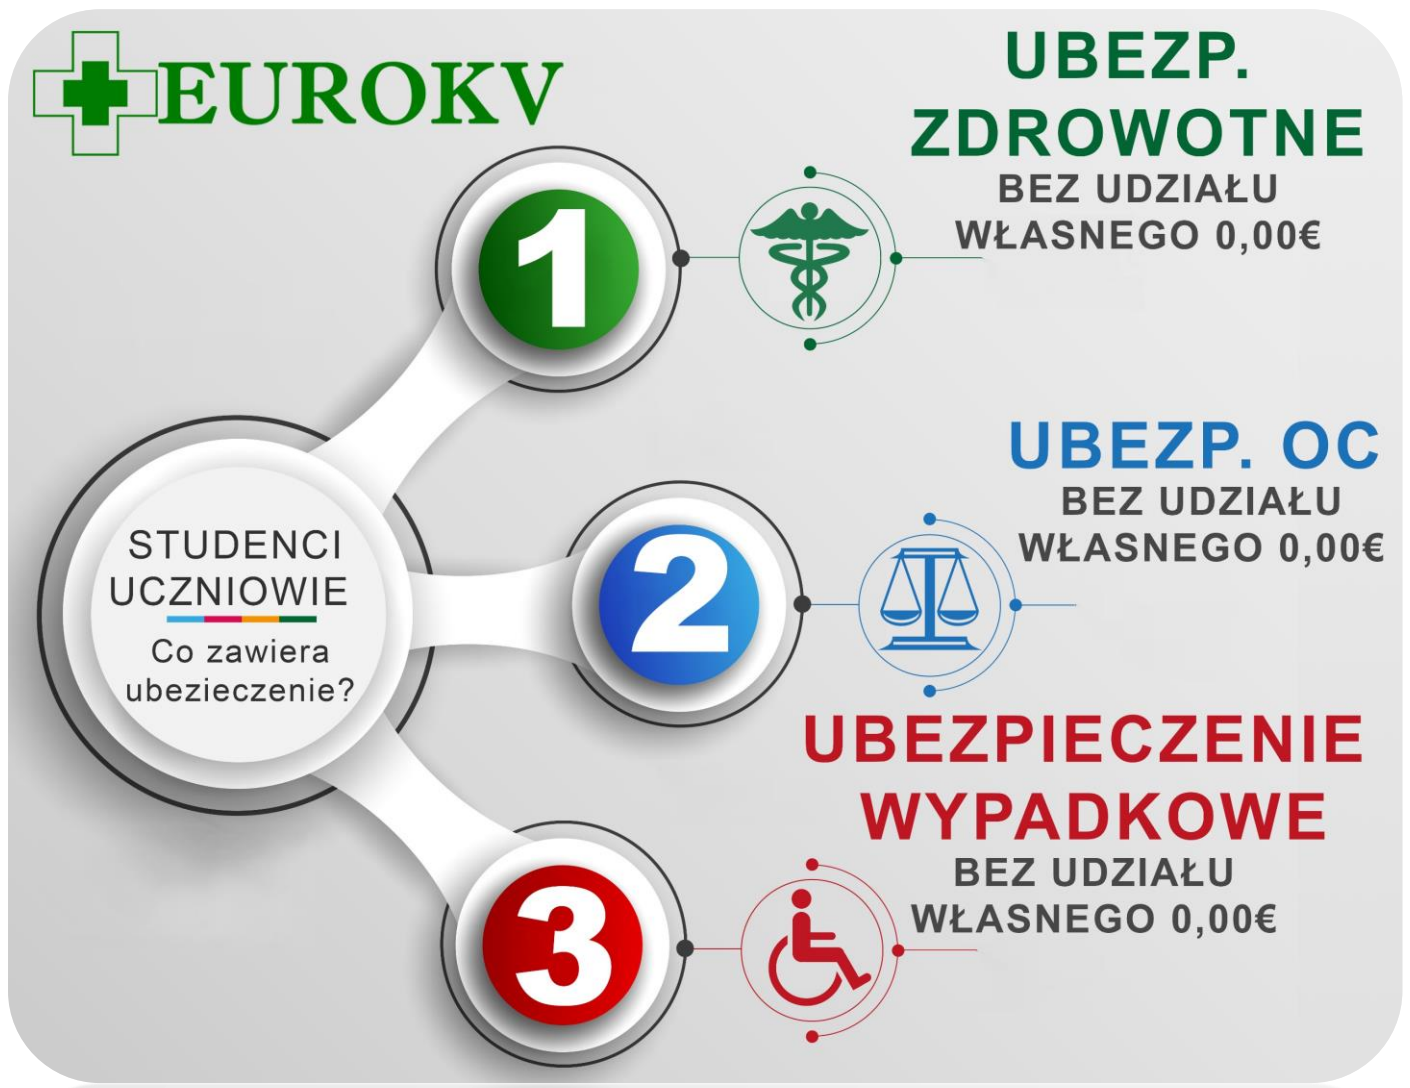 EUROKV
UBEZP.
ZDROWOTNE
BEZ UDZIAŁU
WŁASNEGO 0,00€
1
UBEZP. OC
BEZ UDZIAŁU
WŁASNEGO 0,00€
2
STUDENCI
UCZNIOWIE
Co zawiera
ubezieczenie?
UBEZPIECZENIE
WYPADKOWE
BEZ UDZIAŁU
WŁASNEGO 0,00€
3